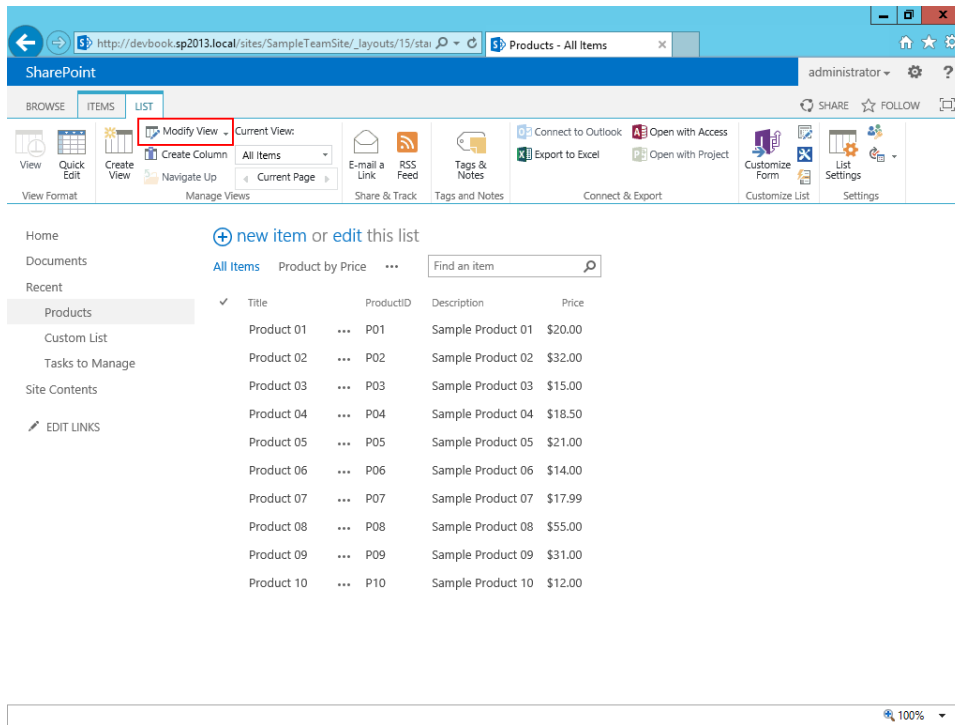 http://devbook.sp2013.local/sites/SampleTeamSite/_layouts/15/star
Products - All Items
SharePoint
administrator
?
BROWSE ITEMS LIST
SHARE FOLLOW
View
Quick Edit
Create View
Modify View
Create Column
Navigate Up
Current View:
All Items
Current Page
E-mail a Link
RSS Feed
Tags & Notes
Connect to Outlook
Export to Excel
Open with Access
Open with Project
Customize Form
List Settings
View Format
Manage Views
Share & Track
Tags and Notes
Connect & Export
Customize List
Settings
Home
Documents
Recent
Products
Custom List
Tasks to Manage
Site Contents
EDIT LINKS
new item or edit this list
All Items Product by Price ••• Find an item
Title ProductID Description Price
Product 01 ••• P01 Sample Product 01 $20.00
Product 02 ••• P02 Sample Product 02 $32.00
Product 03 ••• P03 Sample Product 03 $15.00
Product 04 ••• P04 Sample Product 04 $18.50
Product 05 ••• P05 Sample Product 05 $21.00
Product 06 ••• P06 Sample Product 06 $14.00
Product 07 ••• P07 Sample Product 07 $17.99
Product 08 ••• P08 Sample Product 08 $55.00
Product 09 ••• P09 Sample Product 09 $31.00
Product 10 ••• P10 Sample Product 10 $12.00
100%